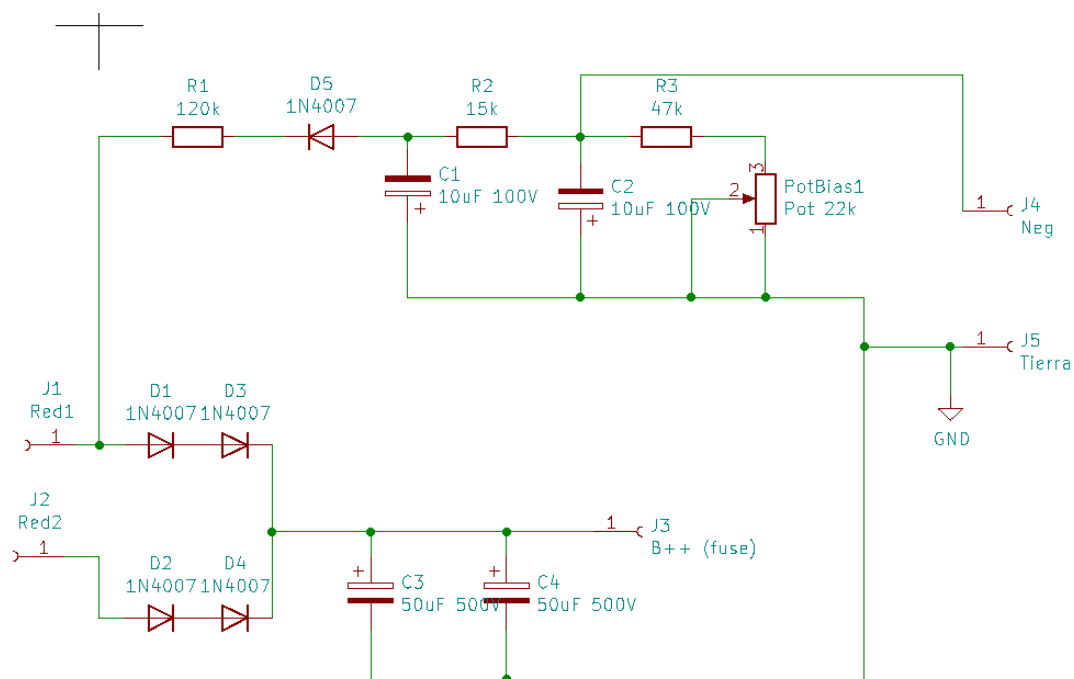 R1
120k
D5
1N4007
R2
15k
R3
47k
C1
10uF 100V
+
C2
10uF 100V
+
3
2
1
PotBias1
Pot 22k
1
J4
Neg
1
J5
Tierra
GND
J1
Red1
1
D1
1N4007
D3
1N4007
J2
Red2
1
D2
1N4007
D4
1N4007
1
J3
B++ (fuse)
+
C3
50uF 500V
+
C4
50uF 500V